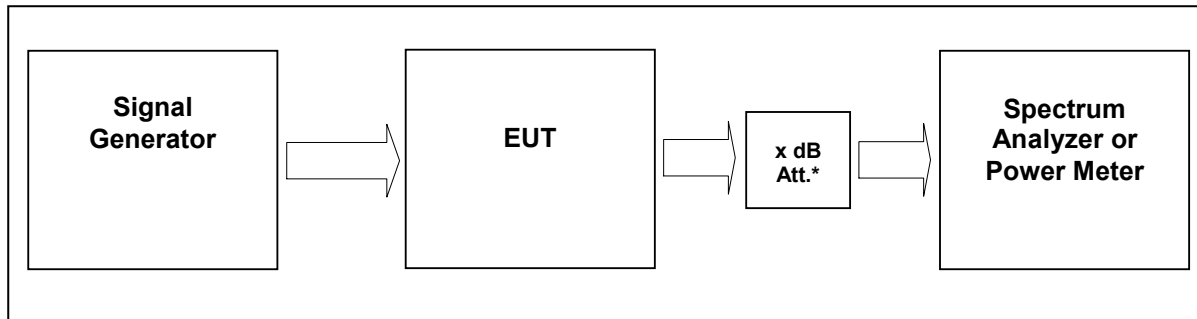 Signal
Generator
EUT
x dB
Att.*
Spectrum
Analyzer or
Power Meter